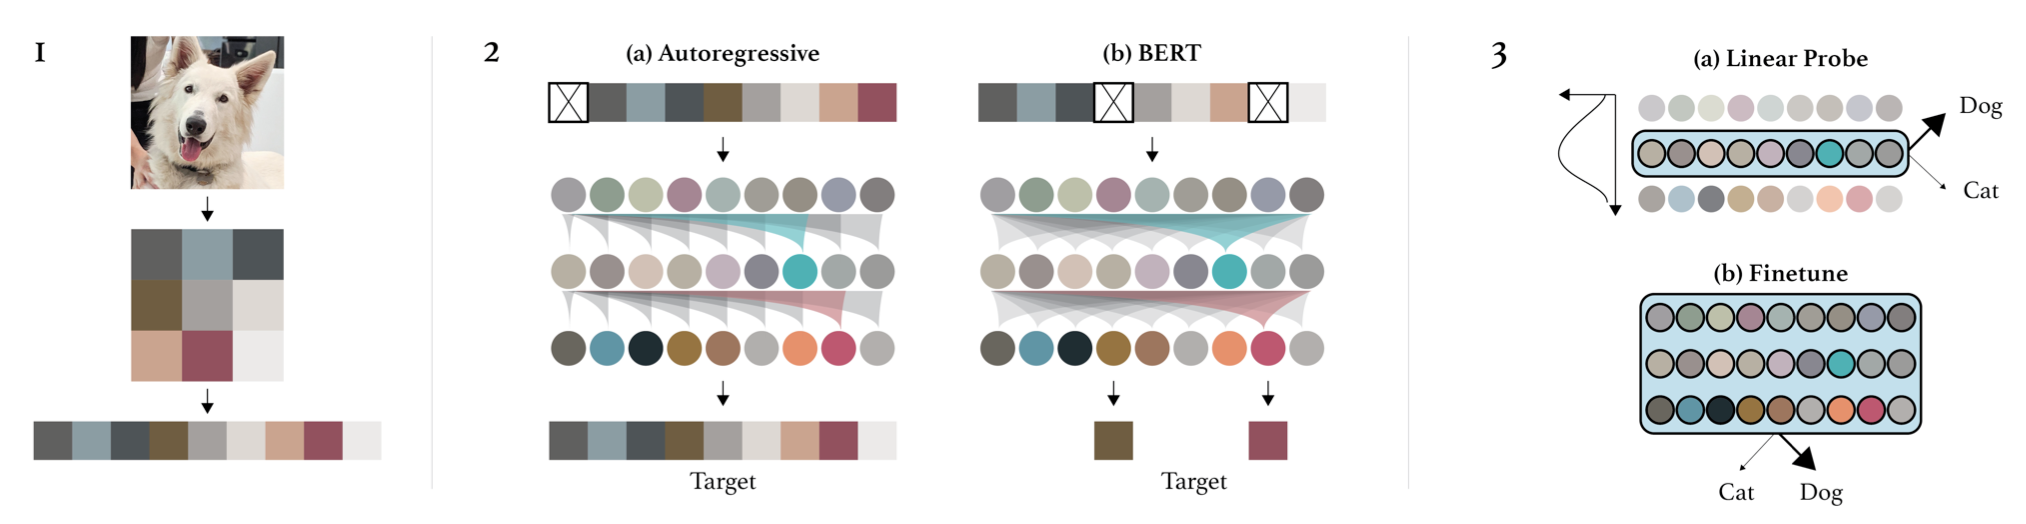 1
2
(a) Autoregressive
(b) BERT
Target
Target
3
(a) Linear Probe
Dog
Cat
(b) Finetune
Cat
Dog